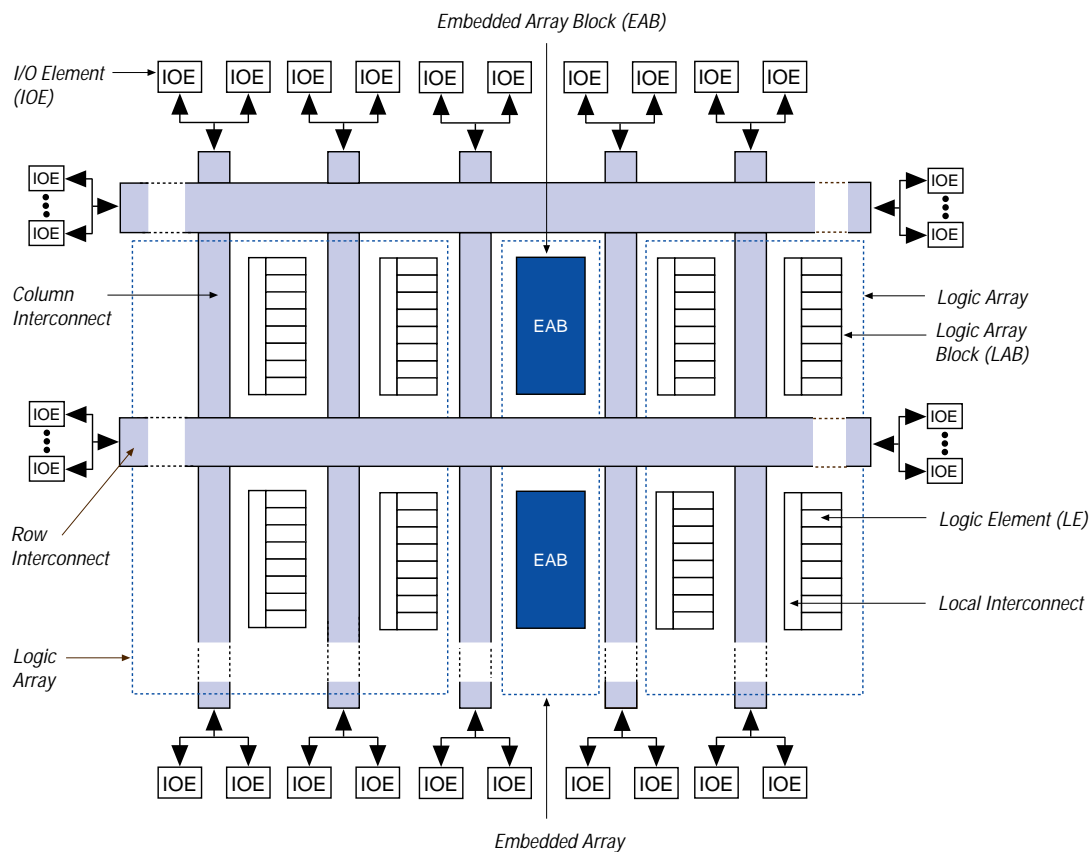 Embedded Array Block (EAB)
I/O Element
(IOE)
IOE IOE IOE IOE IOE IOE IOE IOE IOE IOE
IOE IOE
IOE IOE
Column
Interconnect
EAB
Logic Array
Logic Array
Block (LAB)
IOE IOE
IOE IOE
Row
Interconnect
EAB
Logic Element (LE)
Local Interconnect
Logic
Array
IOE IOE IOE IOE IOE IOE IOE IOE IOE IOE
Embedded Array